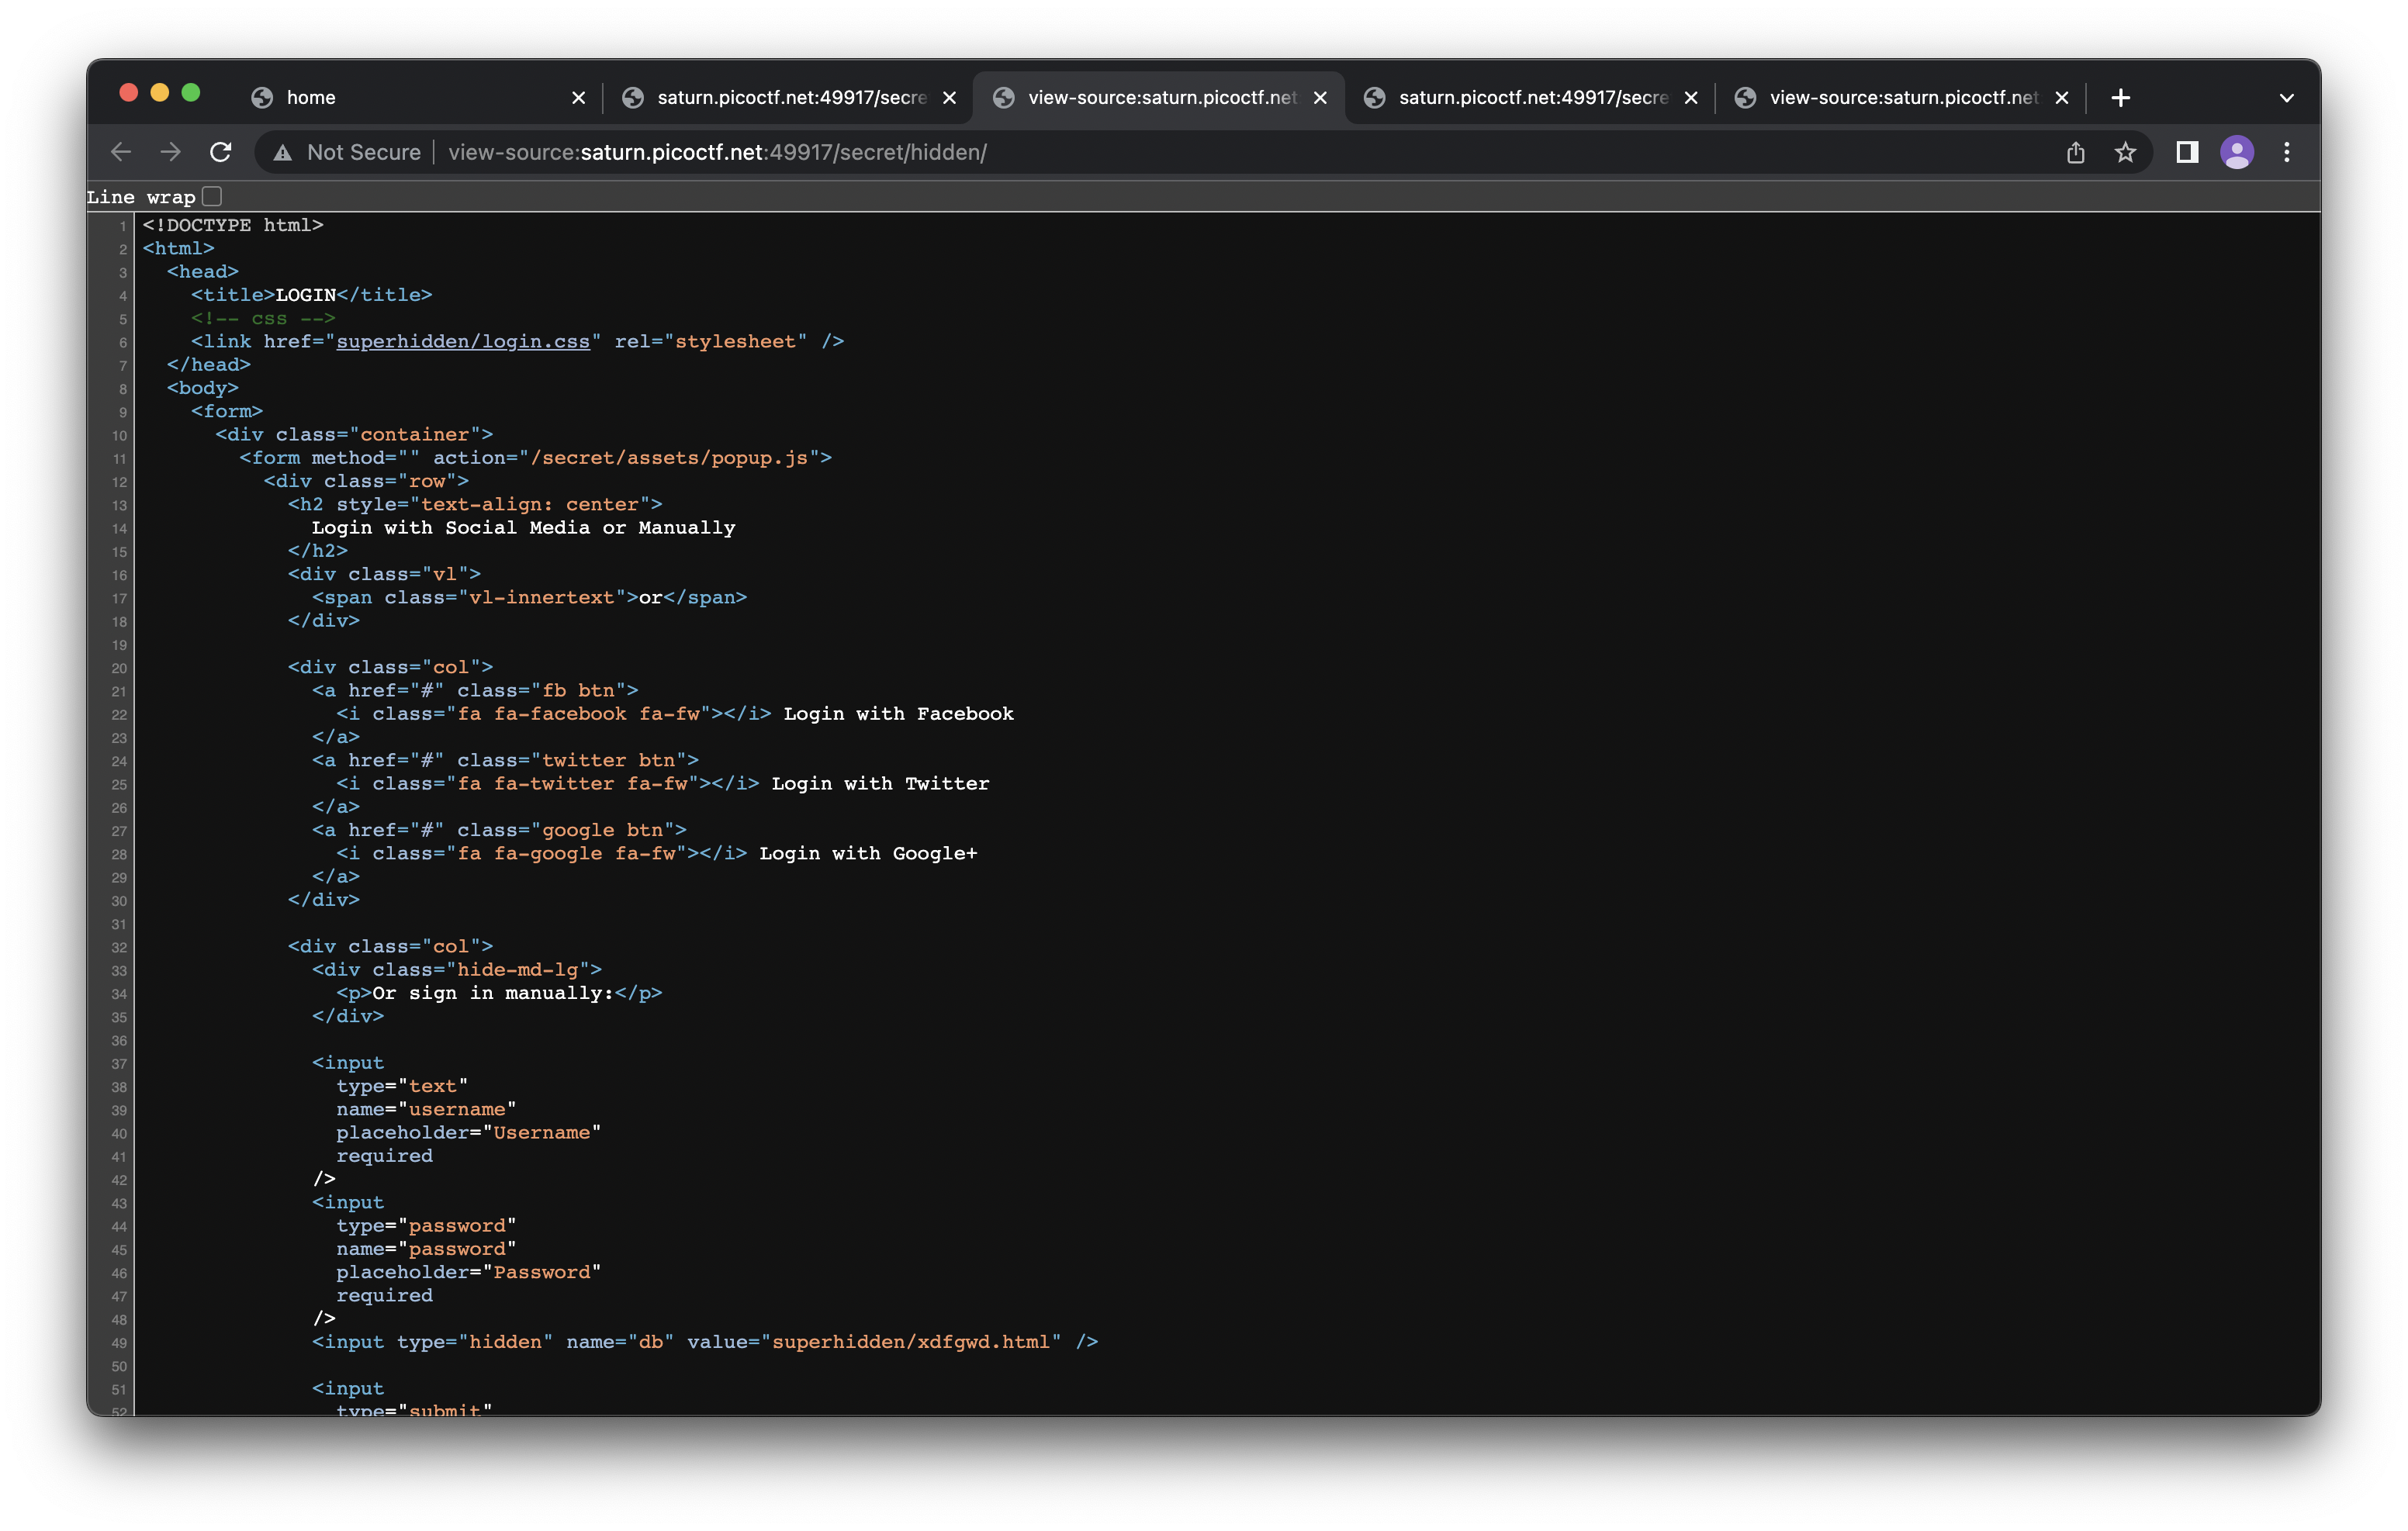 home
saturn.picoctf.net:49917/secre
view-source:saturn.picoctf.net
saturn.picoctf.net:49917/secre
view-source:saturn.picoctf.net
Not Secure
view-source:saturn.picoctf.net:49917/secret/hidden/
Line wrap
1 <!DOCTYPE html>
2 <html>
3 <head>
4 <title>LOGIN</title>
5 <!-- css -->
6 <link href="superhidden/login.css" rel="stylesheet" />
7 </head>
8 <body>
9 <form>
10 <div class="container">
11 <form method="" action="/secret/assets/popup.js">
12 <div class="row">
13 <h2 style="text-align: center">
14 Login with Social Media or Manually
15 </h2>
16 <div class="vl">
17 <span class="vl-innertext">or</span>
18 </div>
19
20 <div class="col">
21 <a href="#" class="fb btn">
22 <i class="fa fa-facebook fa-fw"></i> Login with Facebook
23 </a>
24 <a href="#" class="twitter btn">
25 <i class="fa fa-twitter fa-fw"></i> Login with Twitter
26 </a>
27 <a href="#" class="google btn">
28 <i class="fa fa-google fa-fw"></i> Login with Google+
29 </a>
30 </div>
31
32 <div class="col">
33 <div class="hide-md-lg">
34 <p>Or sign in manually:</p>
35 </div>
36
37 <input
38 type="text"
39 name="username"
40 placeholder="Username"
41 required
42 />
43 <input
44 type="password"
45 name="password"
46 placeholder="Password"
47 required
48 />
49 <input type="hidden" name="db" value="superhidden/xdfgwd.html" />
50
51 <input
52 type="submit"